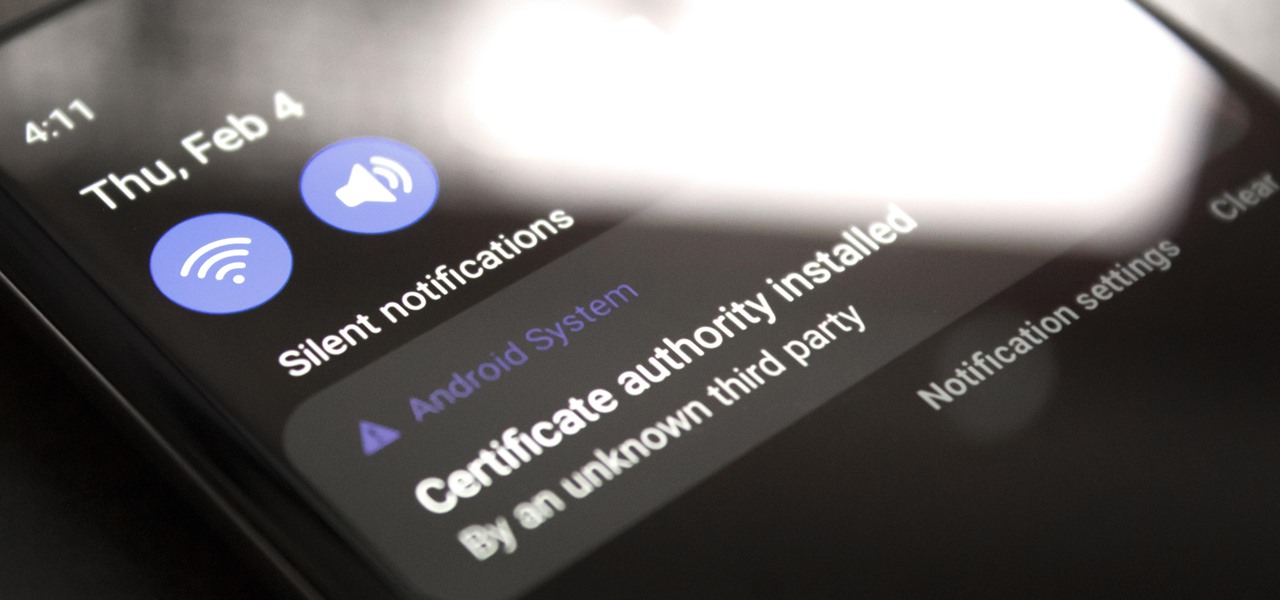 4:11
Thu, Feb 4
Silent notifications
Android System
Certificate authority installed
By an unknown third party
Notification settings
Clear